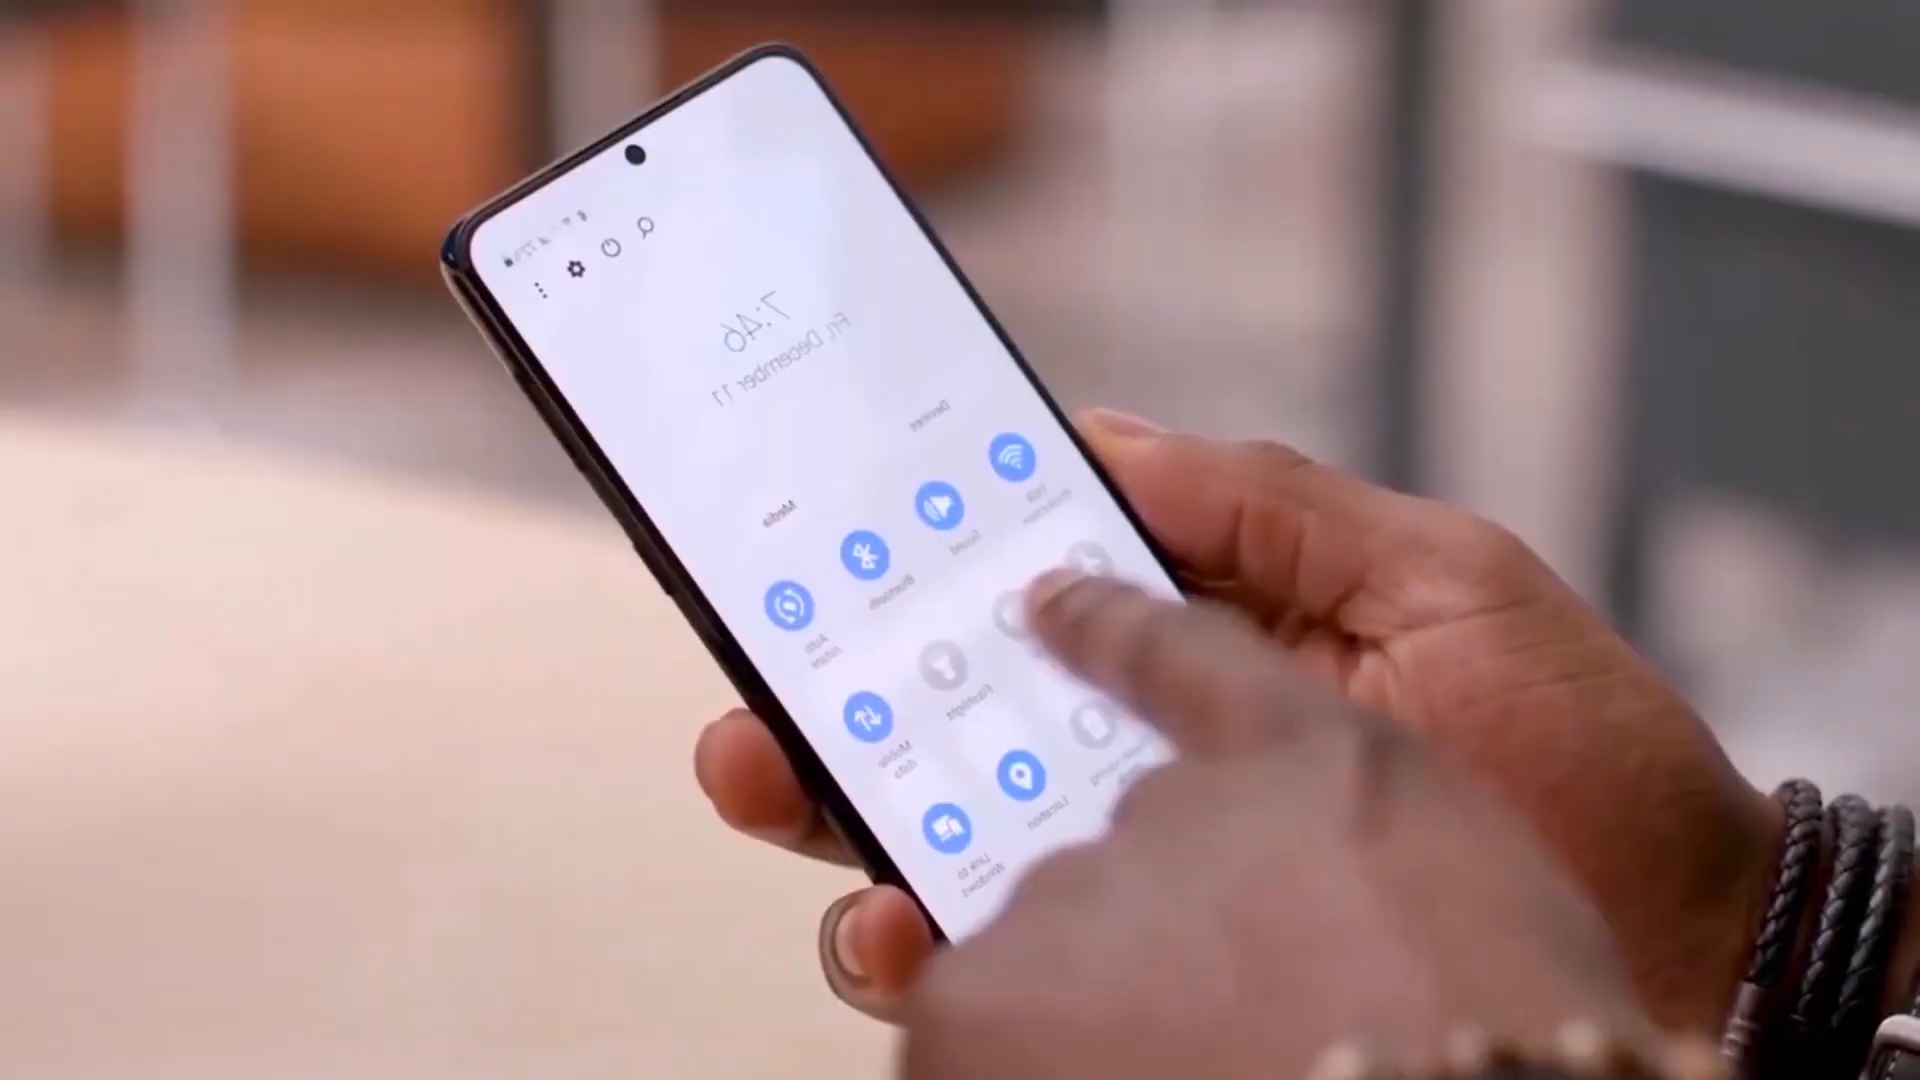 7:46
Fri, December 11
Devices
Media
Sound
Bluetooth
Auto
rotate
Flashlight
Mobile
data
Location
Link to
Windows